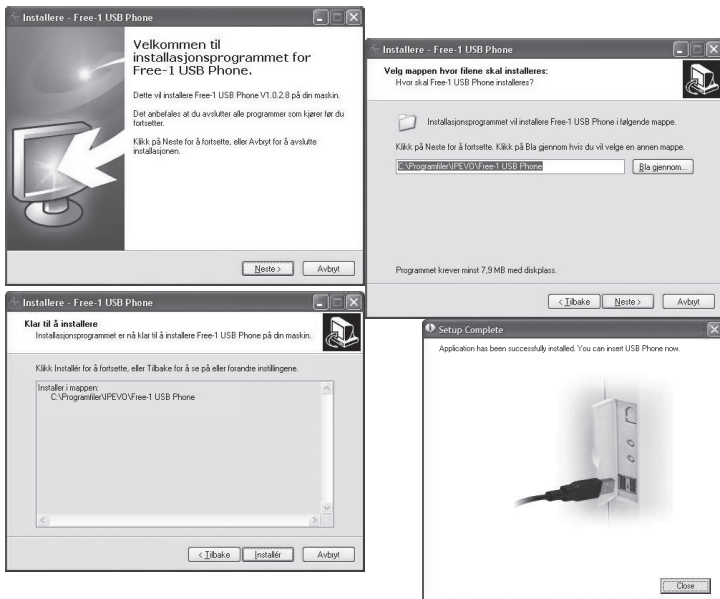 Installere - Free-1 USB Phone
Velkommen til
installasjonsprogrammet for
Free-1 USB Phone.
Dette vil installere Free-1 USB Phone V1.0.2.8 på din maskin.
Det anbefales at du avslutter alle programmer som kjører før du
fortsetter.
Klikk på Neste for å fortsette, eller Avbryt for å avslutte
installasjonen.
Neste >
Avbryt
Installere - Free-1 USB Phone
Velg mappen hvor filene skal installeres:
Hvor skal Free-1 USB Phone installeres?
Installasjonsprogrammet vil installere Free-1 USB Phone i følgende mappe.
Klikk på Neste for å fortsette. Klikk på Bla gjennom hvis du vil velge en annen mappe.
C:\Programfiler\IPEVO\Free-1 USB Phone
Bla gjennom...
Programmet krever minst 7,9 MB med diskplass.
< Tilbake
Neste >
Avbryt
Installere - Free-1 USB Phone
Klar til å installere
Installasjonsprogrammet er nå klar til å installere Free-1 USB Phone på din maskin.
Klikk Installér for å fortsette, eller Tilbake for å se på eller forandre instillingene.
Installer i mappen:
C:\Programfiler\IPEVO\Free-1 USB Phone
< Tilbake
Installér
Avbryt
Setup Complete
Application has been successfully installed. You can insert USB Phone now.
Close